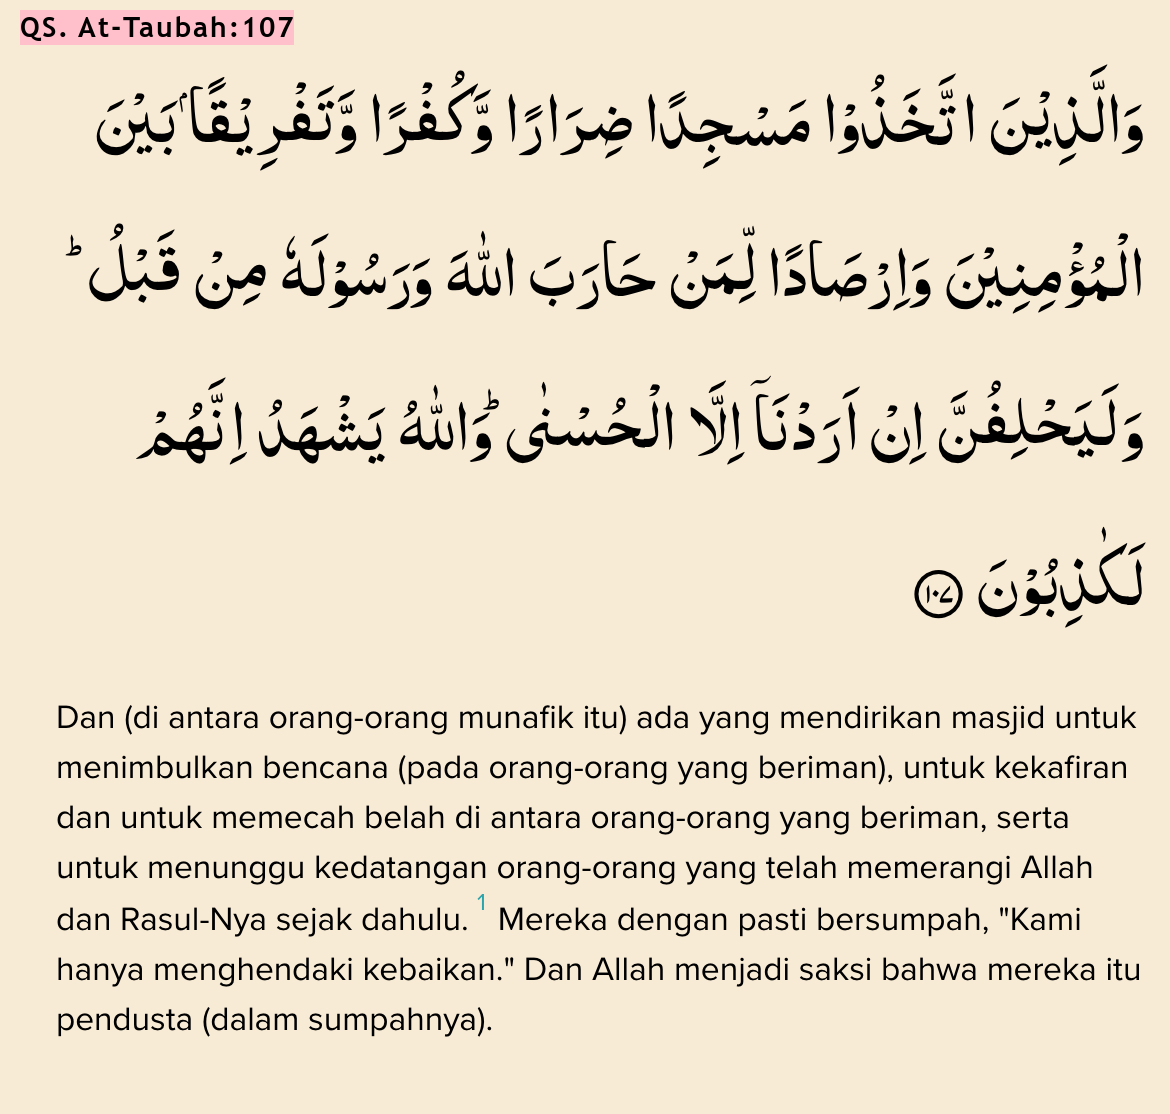 QS. At-Taubah:107
وَالَّذِيْنَ اتَّخَذُوْا مَسْجِدًا ضِرَارًا وَّكُفْرًا وَّتَفْرِيْقًاۢ بَيْنَ
الْمُؤْمِنِيْنَ وَاِرْصَادًا لِّمَنْ حَارَبَ اللّٰهَ وَرَسُوْلَهٗ مِنْ قَبْلُ ۗ
وَلَيَحْلِفُنَّ اِنْ اَرَدْنَآ اِلَّا الْحُسْنٰى ۗوَاللّٰهُ يَشْهَدُ اِنَّهُمْ
لَكٰذِبُوْنَ ١٠٧
Dan (di antara orang-orang munafik itu) ada yang mendirikan masjid untuk
menimbulkan bencana (pada orang-orang yang beriman), untuk kekafiran
dan untuk memecah belah di antara orang-orang yang beriman, serta
untuk menunggu kedatangan orang-orang yang telah memerangi Allah
dan Rasul-Nya sejak dahulu. 1 Mereka dengan pasti bersumpah, "Kami
hanya menghendaki kebaikan." Dan Allah menjadi saksi bahwa mereka itu
pendusta (dalam sumpahnya).